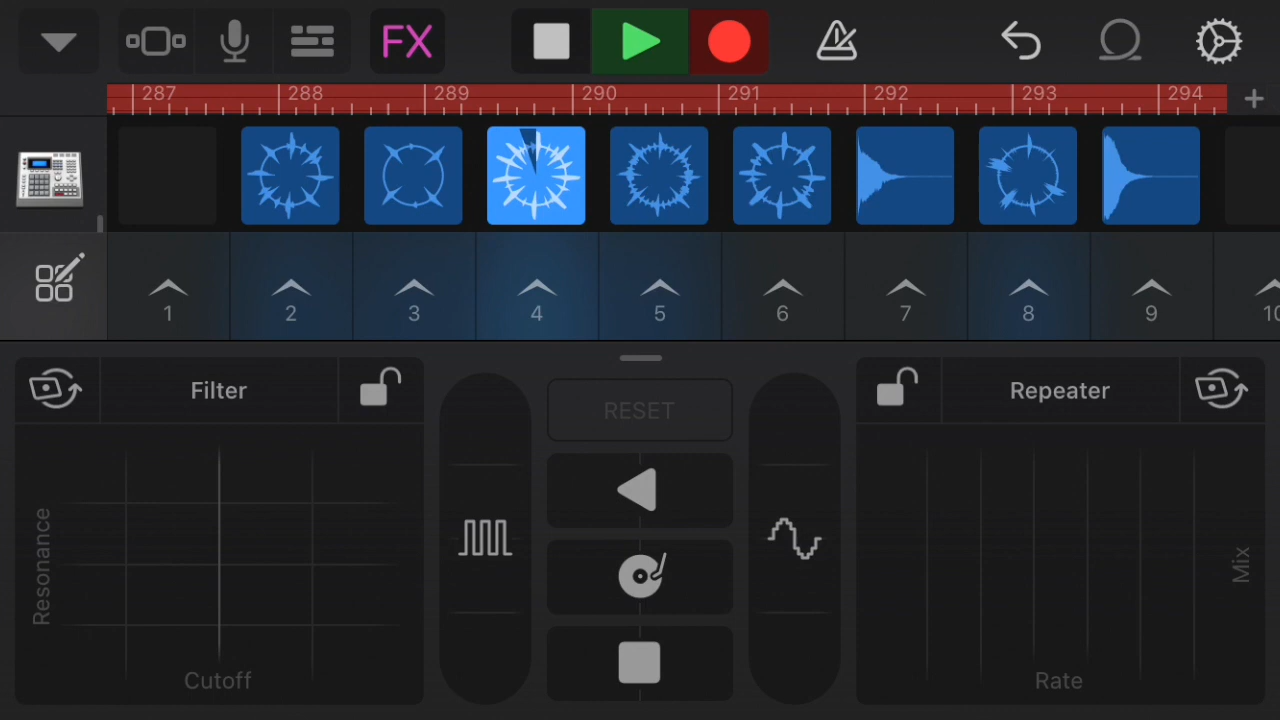 FX
287 288 289 290 291 292 293 294 +
1 2 3 4 5 6 7 8 9 10
Filter
RESET
Repeater
Resonance
Mix
Cutoff
Rate